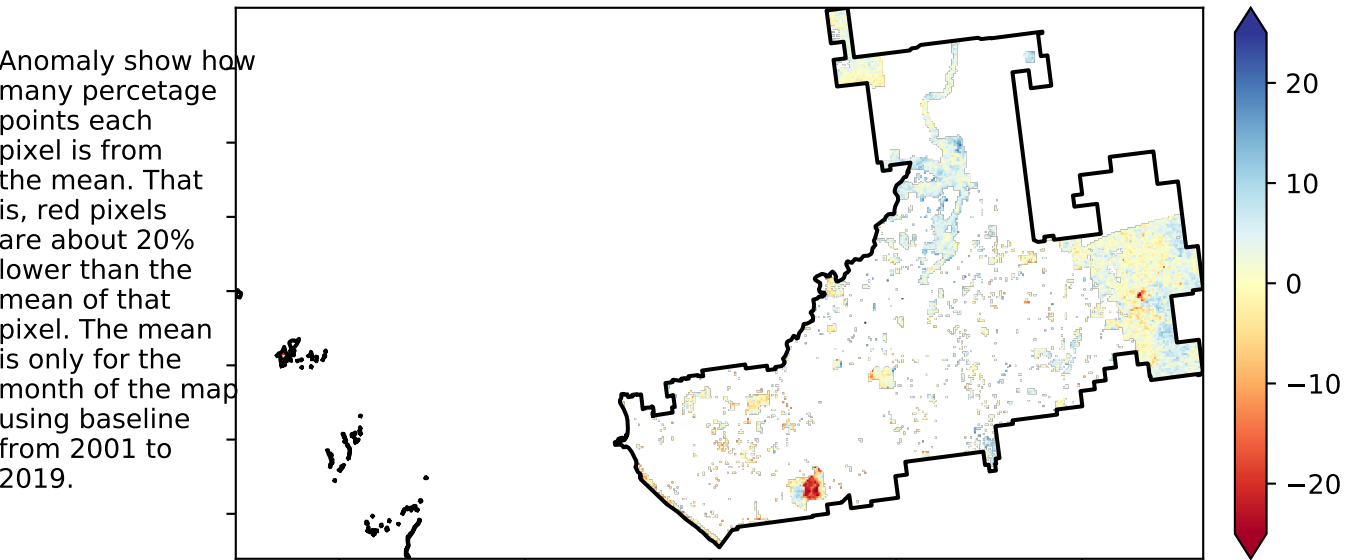 Anomaly show how
many percetage
points each
pixel is from
the mean. That
is, red pixels
are about 20%
lower than the
mean of that
pixel. The mean
is only for the
month of the map
using baseline
from 2001 to
2019.
20
10
0
−10
−20